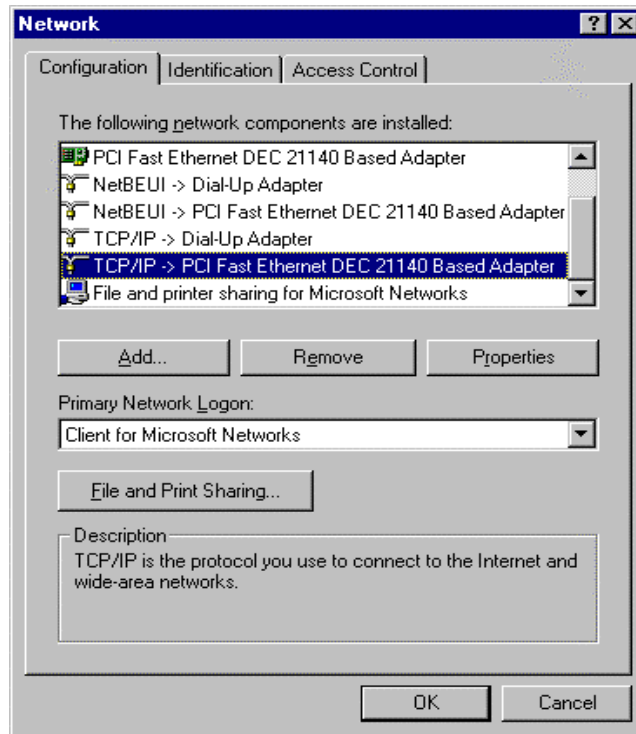 Network
Configuration Identification Access Control
The following network components are installed:
PCI Fast Ethernet DEC 21140 Based Adapter
NetBEUI -> Dial-Up Adapter
NetBEUI -> PCI Fast Ethernet DEC 21140 Based Adapter
TCP/IP -> Dial-Up Adapter
TCP/IP -> PCI Fast Ethernet DEC 21140 Based Adapter
File and printer sharing for Microsoft Networks
Add... Remove Properties
Primary Network Logon:
Client for Microsoft Networks
File and Print Sharing...
Description
TCP/IP is the protocol you use to connect to the Internet and
wide-area networks.
OK Cancel